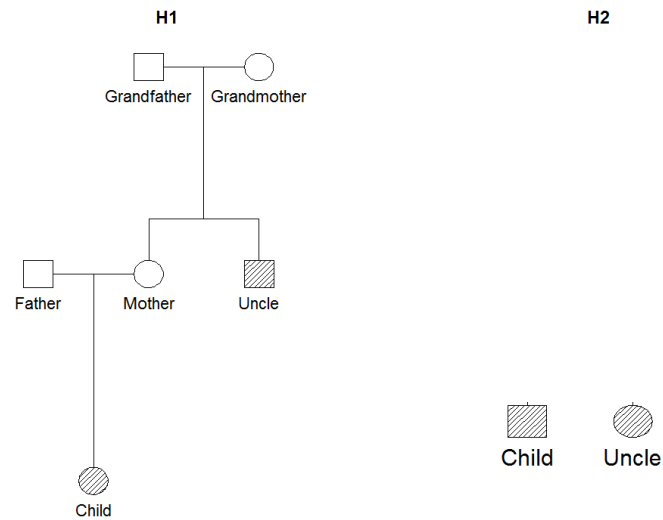 H1 H2
Grandfather Grandmother
Father Mother Uncle
Child Uncle
Child